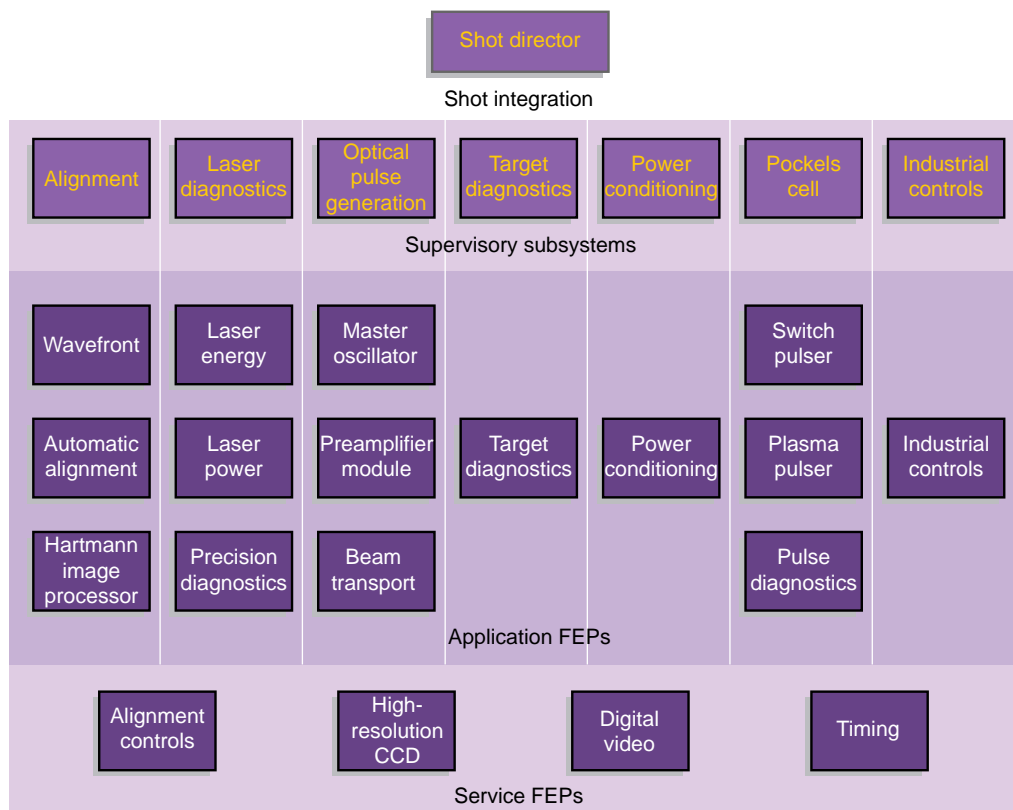 Shot director
Shot integration
Alignment
Laser
diagnostics
Optical
pulse
generation
Target
diagnostics
Power
conditioning
Pockels
cell
Industrial
controls
Supervisory subsystems
Wavefront
Laser
energy
Master
oscillator
Switch
pulser
Automatic
alignment
Laser
power
Preamplifier
module
Target
diagnostics
Power
conditioning
Plasma
pulser
Industrial
controls
Hartmann
image
processor
Precision
diagnostics
Beam
transport
Pulse
diagnostics
Application FEPs
Alignment
controls
High-
resolution
CCD
Digital
video
Timing
Service FEPs